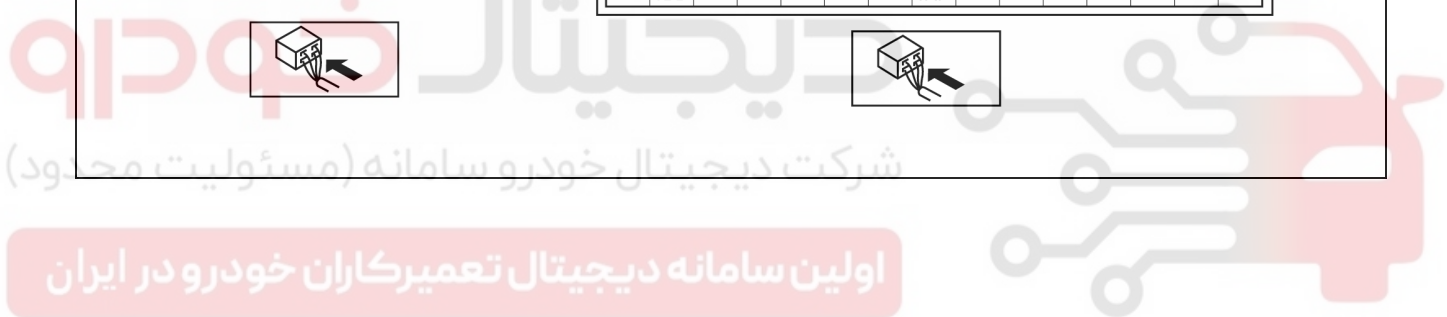 دیجیتال خودرو
شرکت دیجیتال خودرو سامانه (مسئولیت محدود)
اولین سامانه دیجیتال تعمیرکاران خودرو در ایران